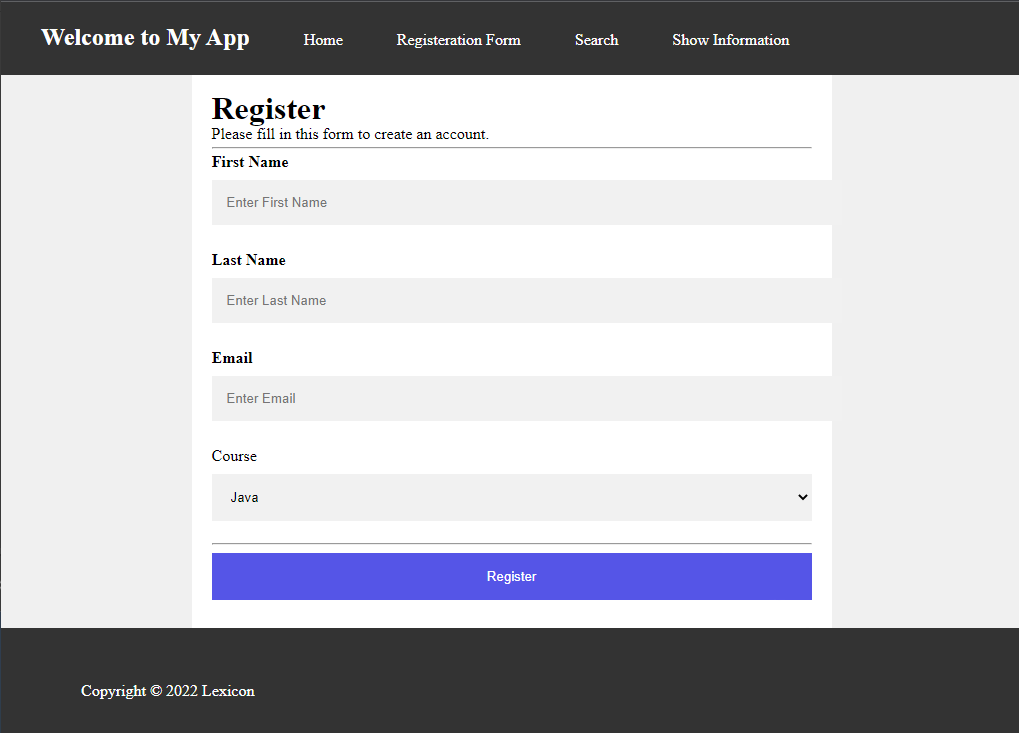 Welcome to My App Home Registeration Form Search Show Information
Register
Please fill in this form to create an account.
First Name
Enter First Name
Last Name
Enter Last Name
Email
Enter Email
Course
Java
Register
Copyright © 2022 Lexicon